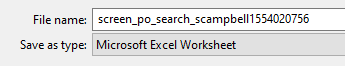 File name: screen_po_search_scampbell1554020756
Save as type: Microsoft Excel Worksheet